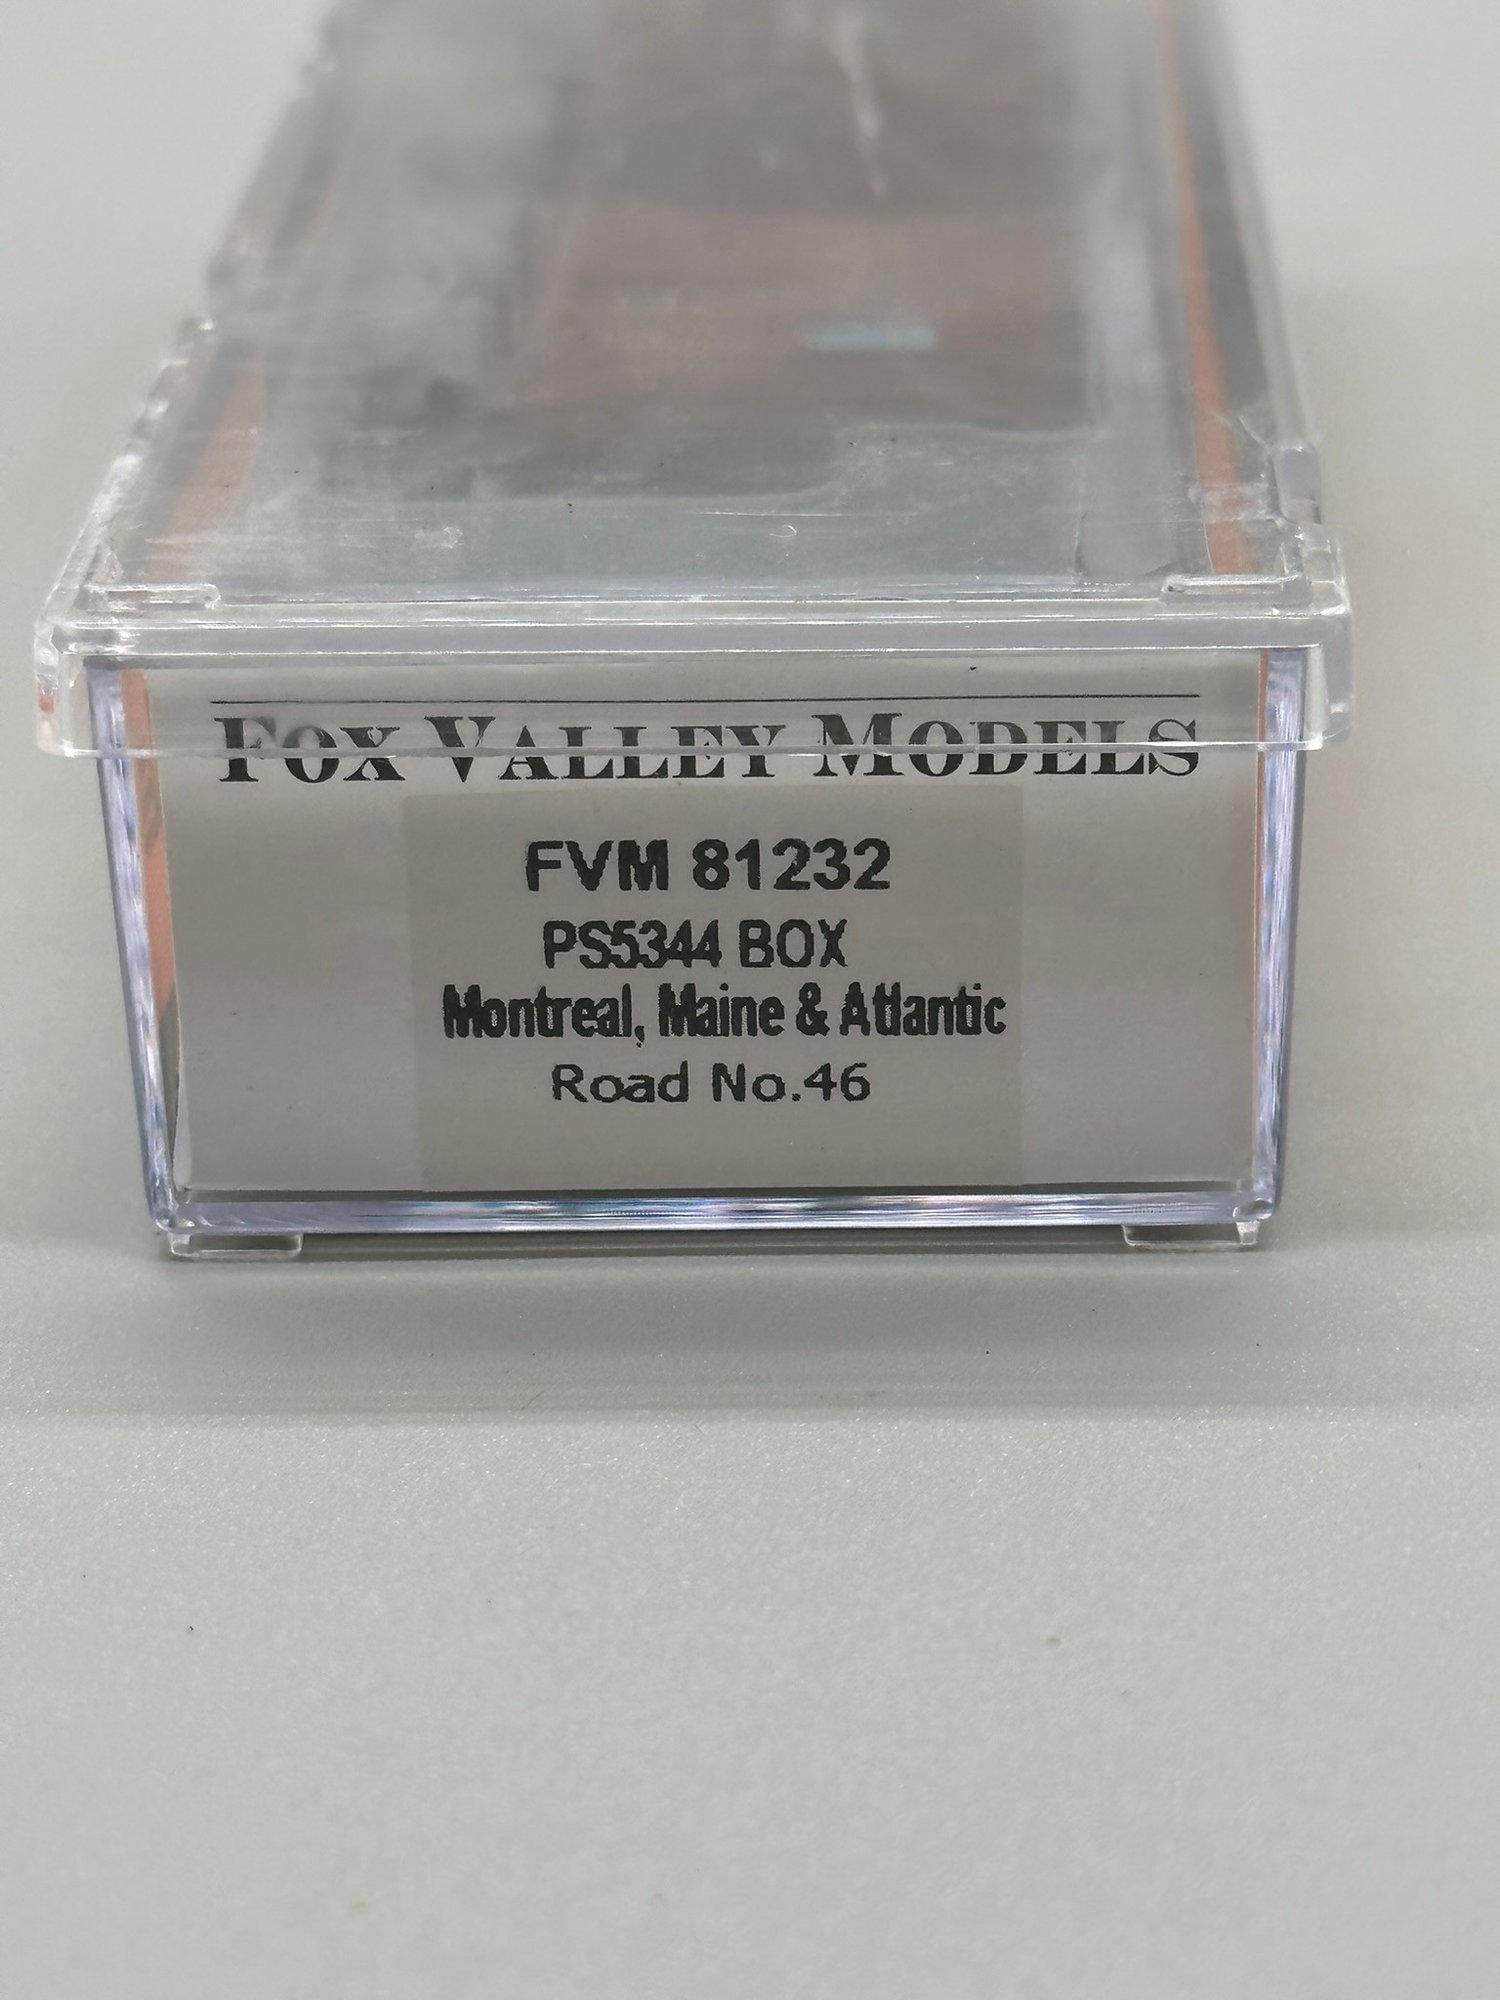 FOX VALLEY MODELS
FVM 81232
PS5344 BOX
Montreal, Maine & Atlantic
Road No.46